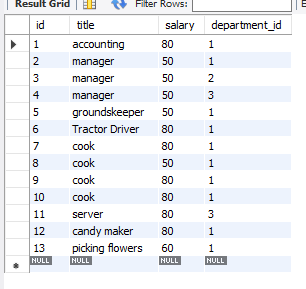 Result Grid Filter Rows: E
id title salary department_id
1 accounting 80 1
2 manager 50 1
3 manager 50 2
4 manager 50 3
5 groundskeeper 50 1
6 Tractor Driver 80 1
7 cook 80 1
8 cook 50 1
9 cook 80 1
10 cook 80 1
11 server 80 3
12 candy maker 80 1
13 picking flowers 60 1
NULL NULL NULL NULL